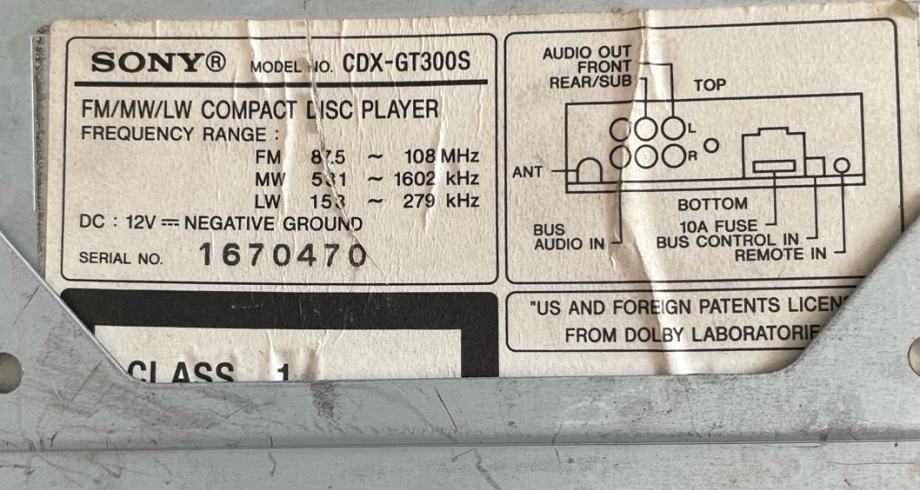 SONY® MODEL NO. CDX-GT300S
FM/MW/LW COMPACT DISC PLAYER
FREQUENCY RANGE :
FM 87.5 ~ 108 MHz
MW 531 ~ 1602 kHz
LW 153 ~ 279 kHz
DC : 12V ⎓ NEGATIVE GROUND
SERIAL NO. 1670470
AUDIO OUT
FRONT
REAR/SUB
TOP
L
R
ANT
BOTTOM
10A FUSE
BUS AUDIO IN
BUS CONTROL IN
REMOTE IN
"US AND FOREIGN PATENTS LICEN
FROM DOLBY LABORATORIE
CLASS 1